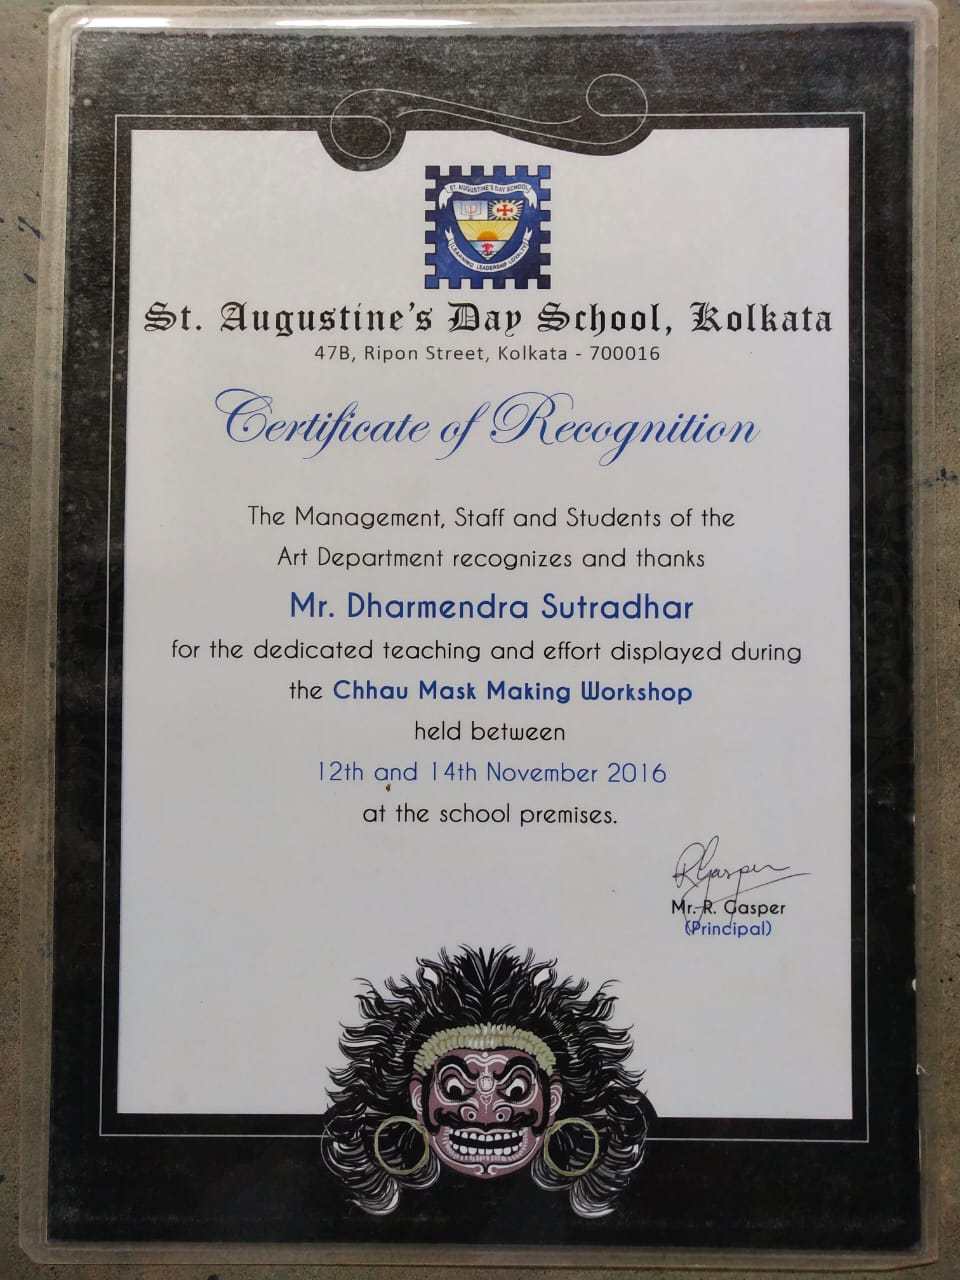 ST. AUGUSTINE'S DAY SCHOOL
LEARNING LEADERSHIP LOYALTY
St. Augustine's Day School, Kolkata
47B, Ripon Street, Kolkata - 700016
Certificate of Recognition
The Management, Staff and Students of the
Art Department recognizes and thanks
Mr. Dharmendra Sutradhar
for the dedicated teaching and effort displayed during
the Chhau Mask Making Workshop
held between
12th and 14th November 2016
at the school premises.
RGasper
Mr. R. Gasper
(Principal)